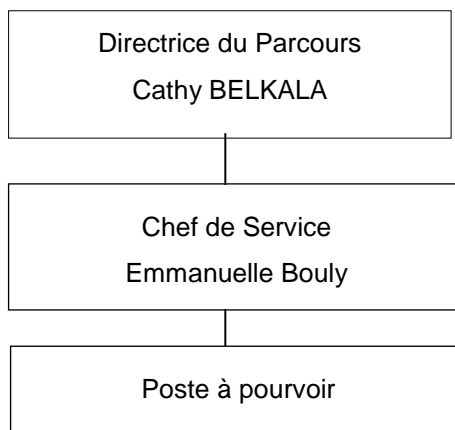 Directrice du Parcours
Cathy BELKALA
Chef de Service
Emmanuelle Bouly
Poste à pourvoir